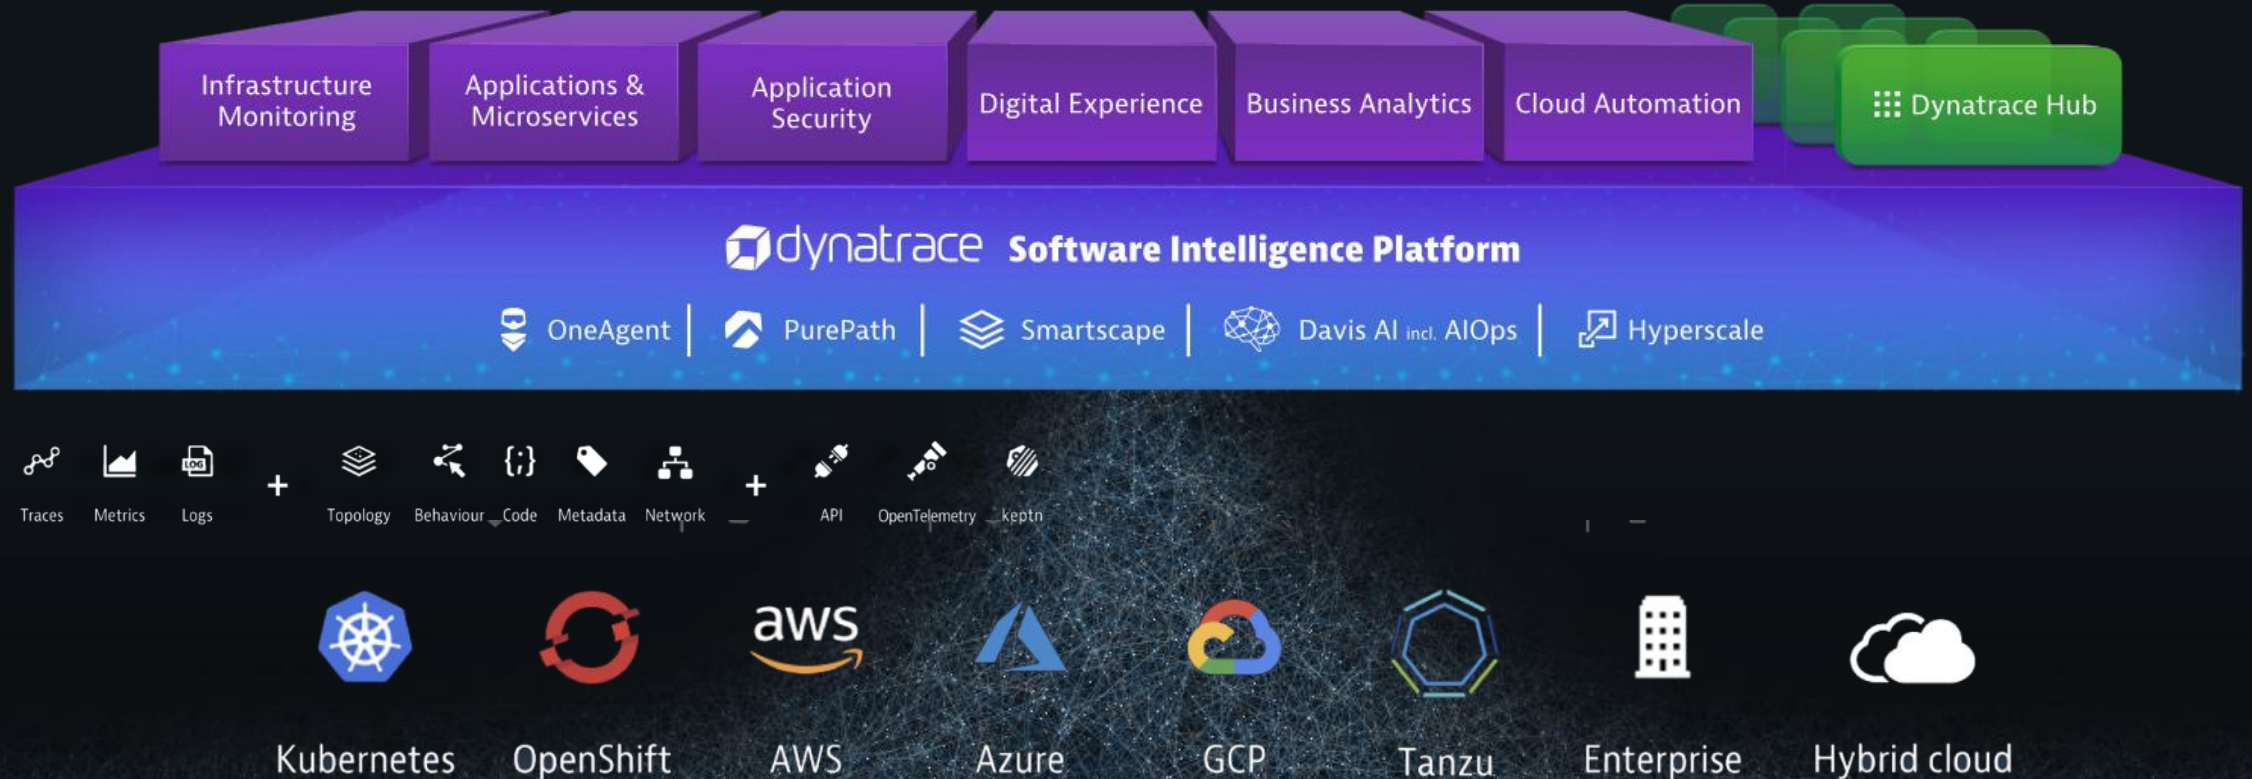 Infrastructure
Monitoring
Applications &
Microservices
Application
Security
Digital Experience
Business Analytics
Cloud Automation
Dynatrace Hub
dynatrace Software Intelligence Platform
OneAgent
PurePath
Smartscape
Davis AI incl. AIOps
Hyperscale
LOG
Traces
Metrics
Logs
+
Topology
Behaviour
Code
Metadata
Network
+
API
OpenTelemetry
keptn
aws
Kubernetes
OpenShift
AWS
Azure
GCP
Tanzu
Enterprise
Hybrid cloud